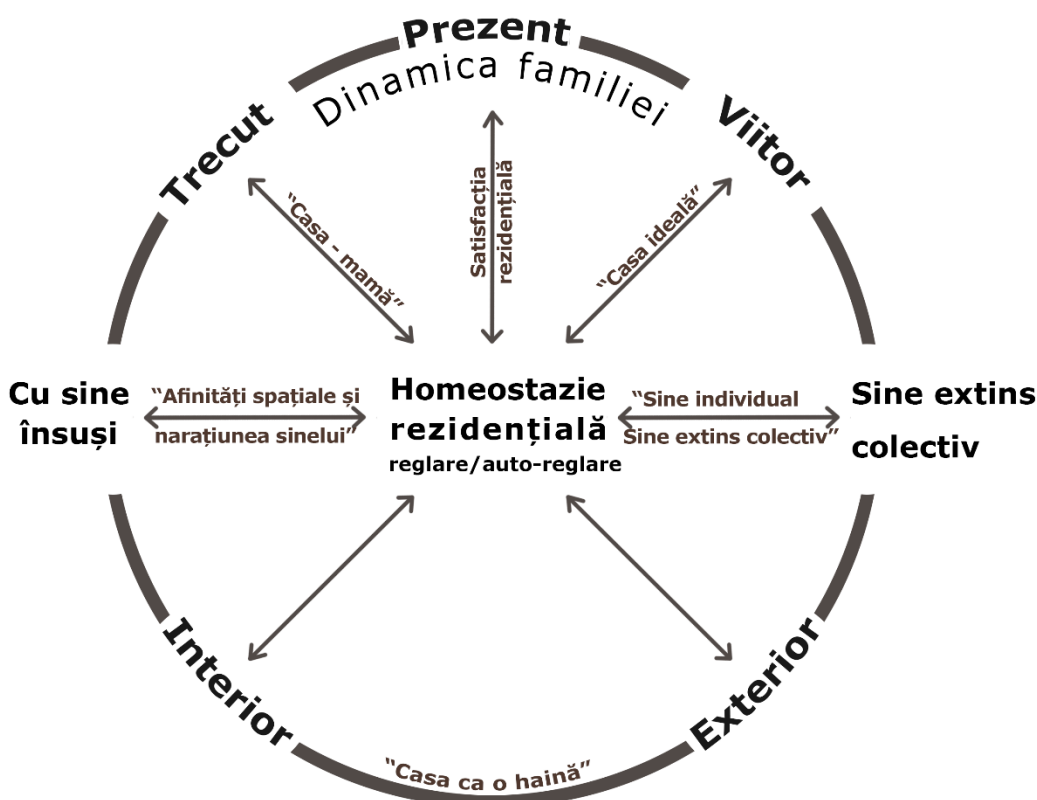 Prezent
Dinamica familiei
Trecut
Viitor
“Casa - mamă”
Satisfacția
rezidențială
“Casa ideală”
Cu sine
însuși
“Afinități spațiale și
narațiunea sinelui”
Homeostazie
rezidențială
reglare/auto-reglare
“Sine individual
Sine extins colectiv”
Sine extins
colectiv
Interior
Exterior
“Casa ca o haină”